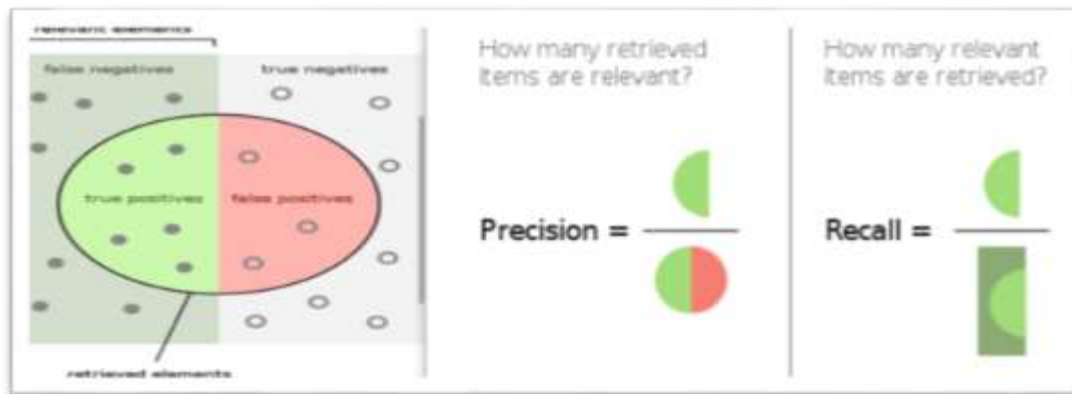 relevant elements
false negatives
true negatives
true positives
false positives
retrieved elements
How many retrieved
items are relevant?
Precision =
How many relevant
items are retrieved?
Recall =